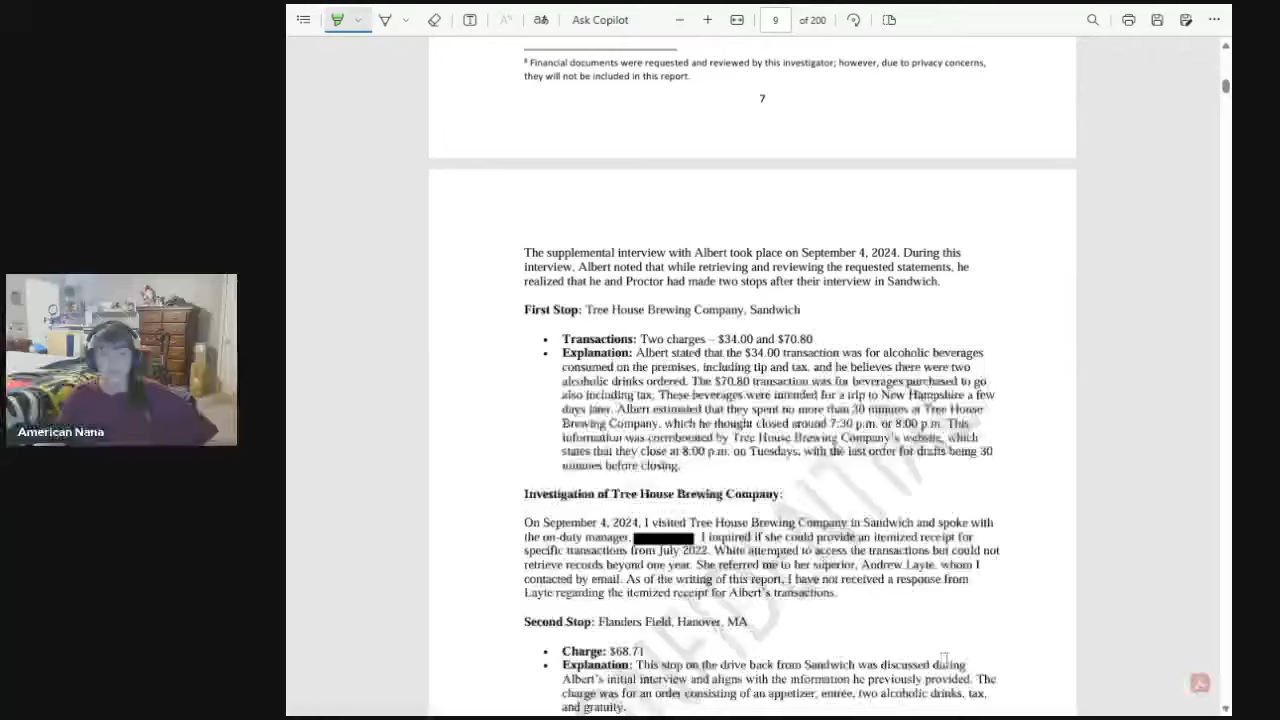 Ask Copilot
9 of 200
⁸ Financial documents were requested and reviewed by this investigator; however, due to privacy concerns,
they will not be included in this report.
7
The supplemental interview with Albert took place on September 4, 2024. During this
interview, Albert noted that while retrieving and reviewing the requested statements, he
realized that he and Proctor had made two stops after their interview in Sandwich.
First Stop: Tree House Brewing Company, Sandwich
• Transactions: Two charges – $34.00 and $70.80
• Explanation: Albert stated that the $34.00 transaction was for alcoholic beverages
consumed on the premises, including tip and tax, and he believes there were two
alcoholic drinks ordered. The $70.80 transaction was for beverages purchased to go
also including tax. These beverages were intended for a trip to New Hampshire a few
days later. Albert estimated that they spent no more than 30 minutes at Tree House
Brewing Company, which he thought closed around 7:30 p.m. or 8:00 p.m. This
information was corroborated by Tree House Brewing Company's website, which
states that they close at 8:00 p.m. on Tuesdays, with the last order for drafts being 30
minutes before closing.
Investigation of Tree House Brewing Company:
On September 4, 2024, I visited Tree House Brewing Company in Sandwich and spoke with
the on-duty manager, I inquired if she could provide an itemized receipt for
specific transactions from July 2022. White attempted to access the transactions but could not
retrieve records beyond one year. She referred me to her superior, Andrew Layte, whom I
contacted by email. As of the writing of this report, I have not received a response from
Layte regarding the itemized receipt for Albert's transactions.
Second Stop: Flanders Field, Hanover, MA
• Charge: $68.71
• Explanation: This stop on the drive back from Sandwich was discussed during
Albert's initial interview and aligns with the information he previously provided. The
charge was for an order consisting of an appetizer, entrée, two alcoholic drinks, tax,
and gratuity.
American Nana